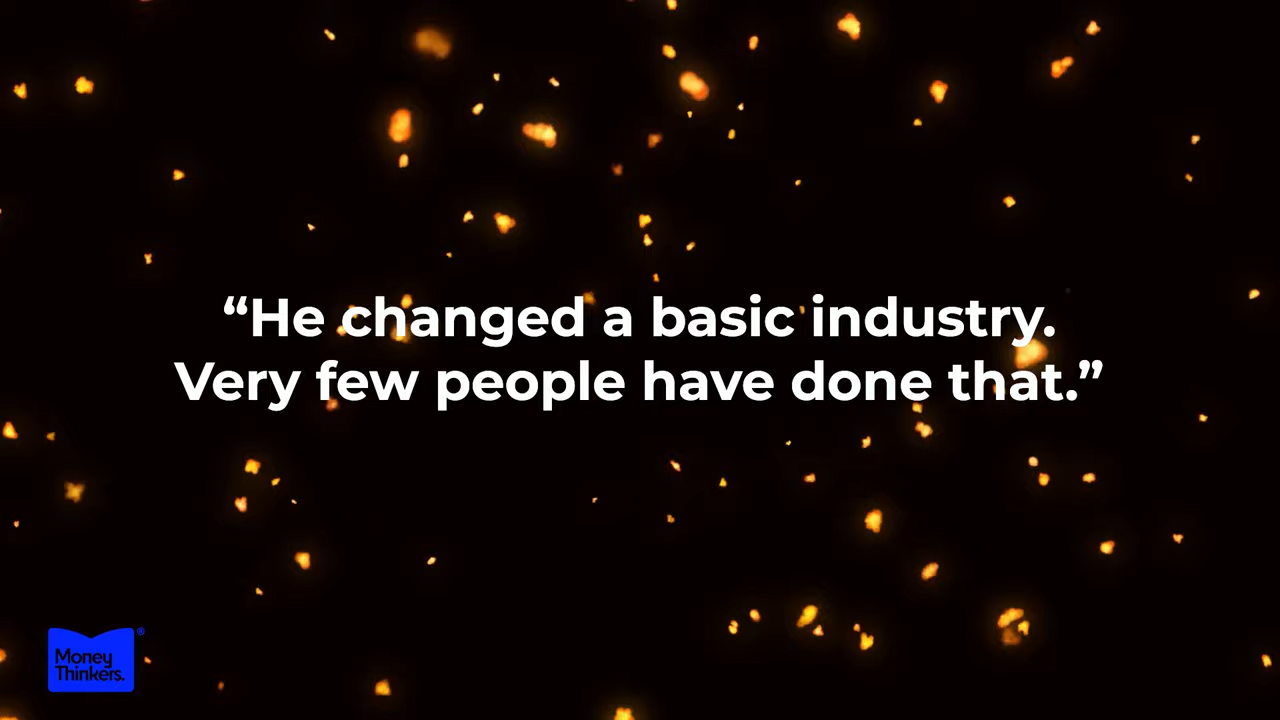 “He changed a basic industry.
Very few people have done that.”
Money
Thinkers.
®